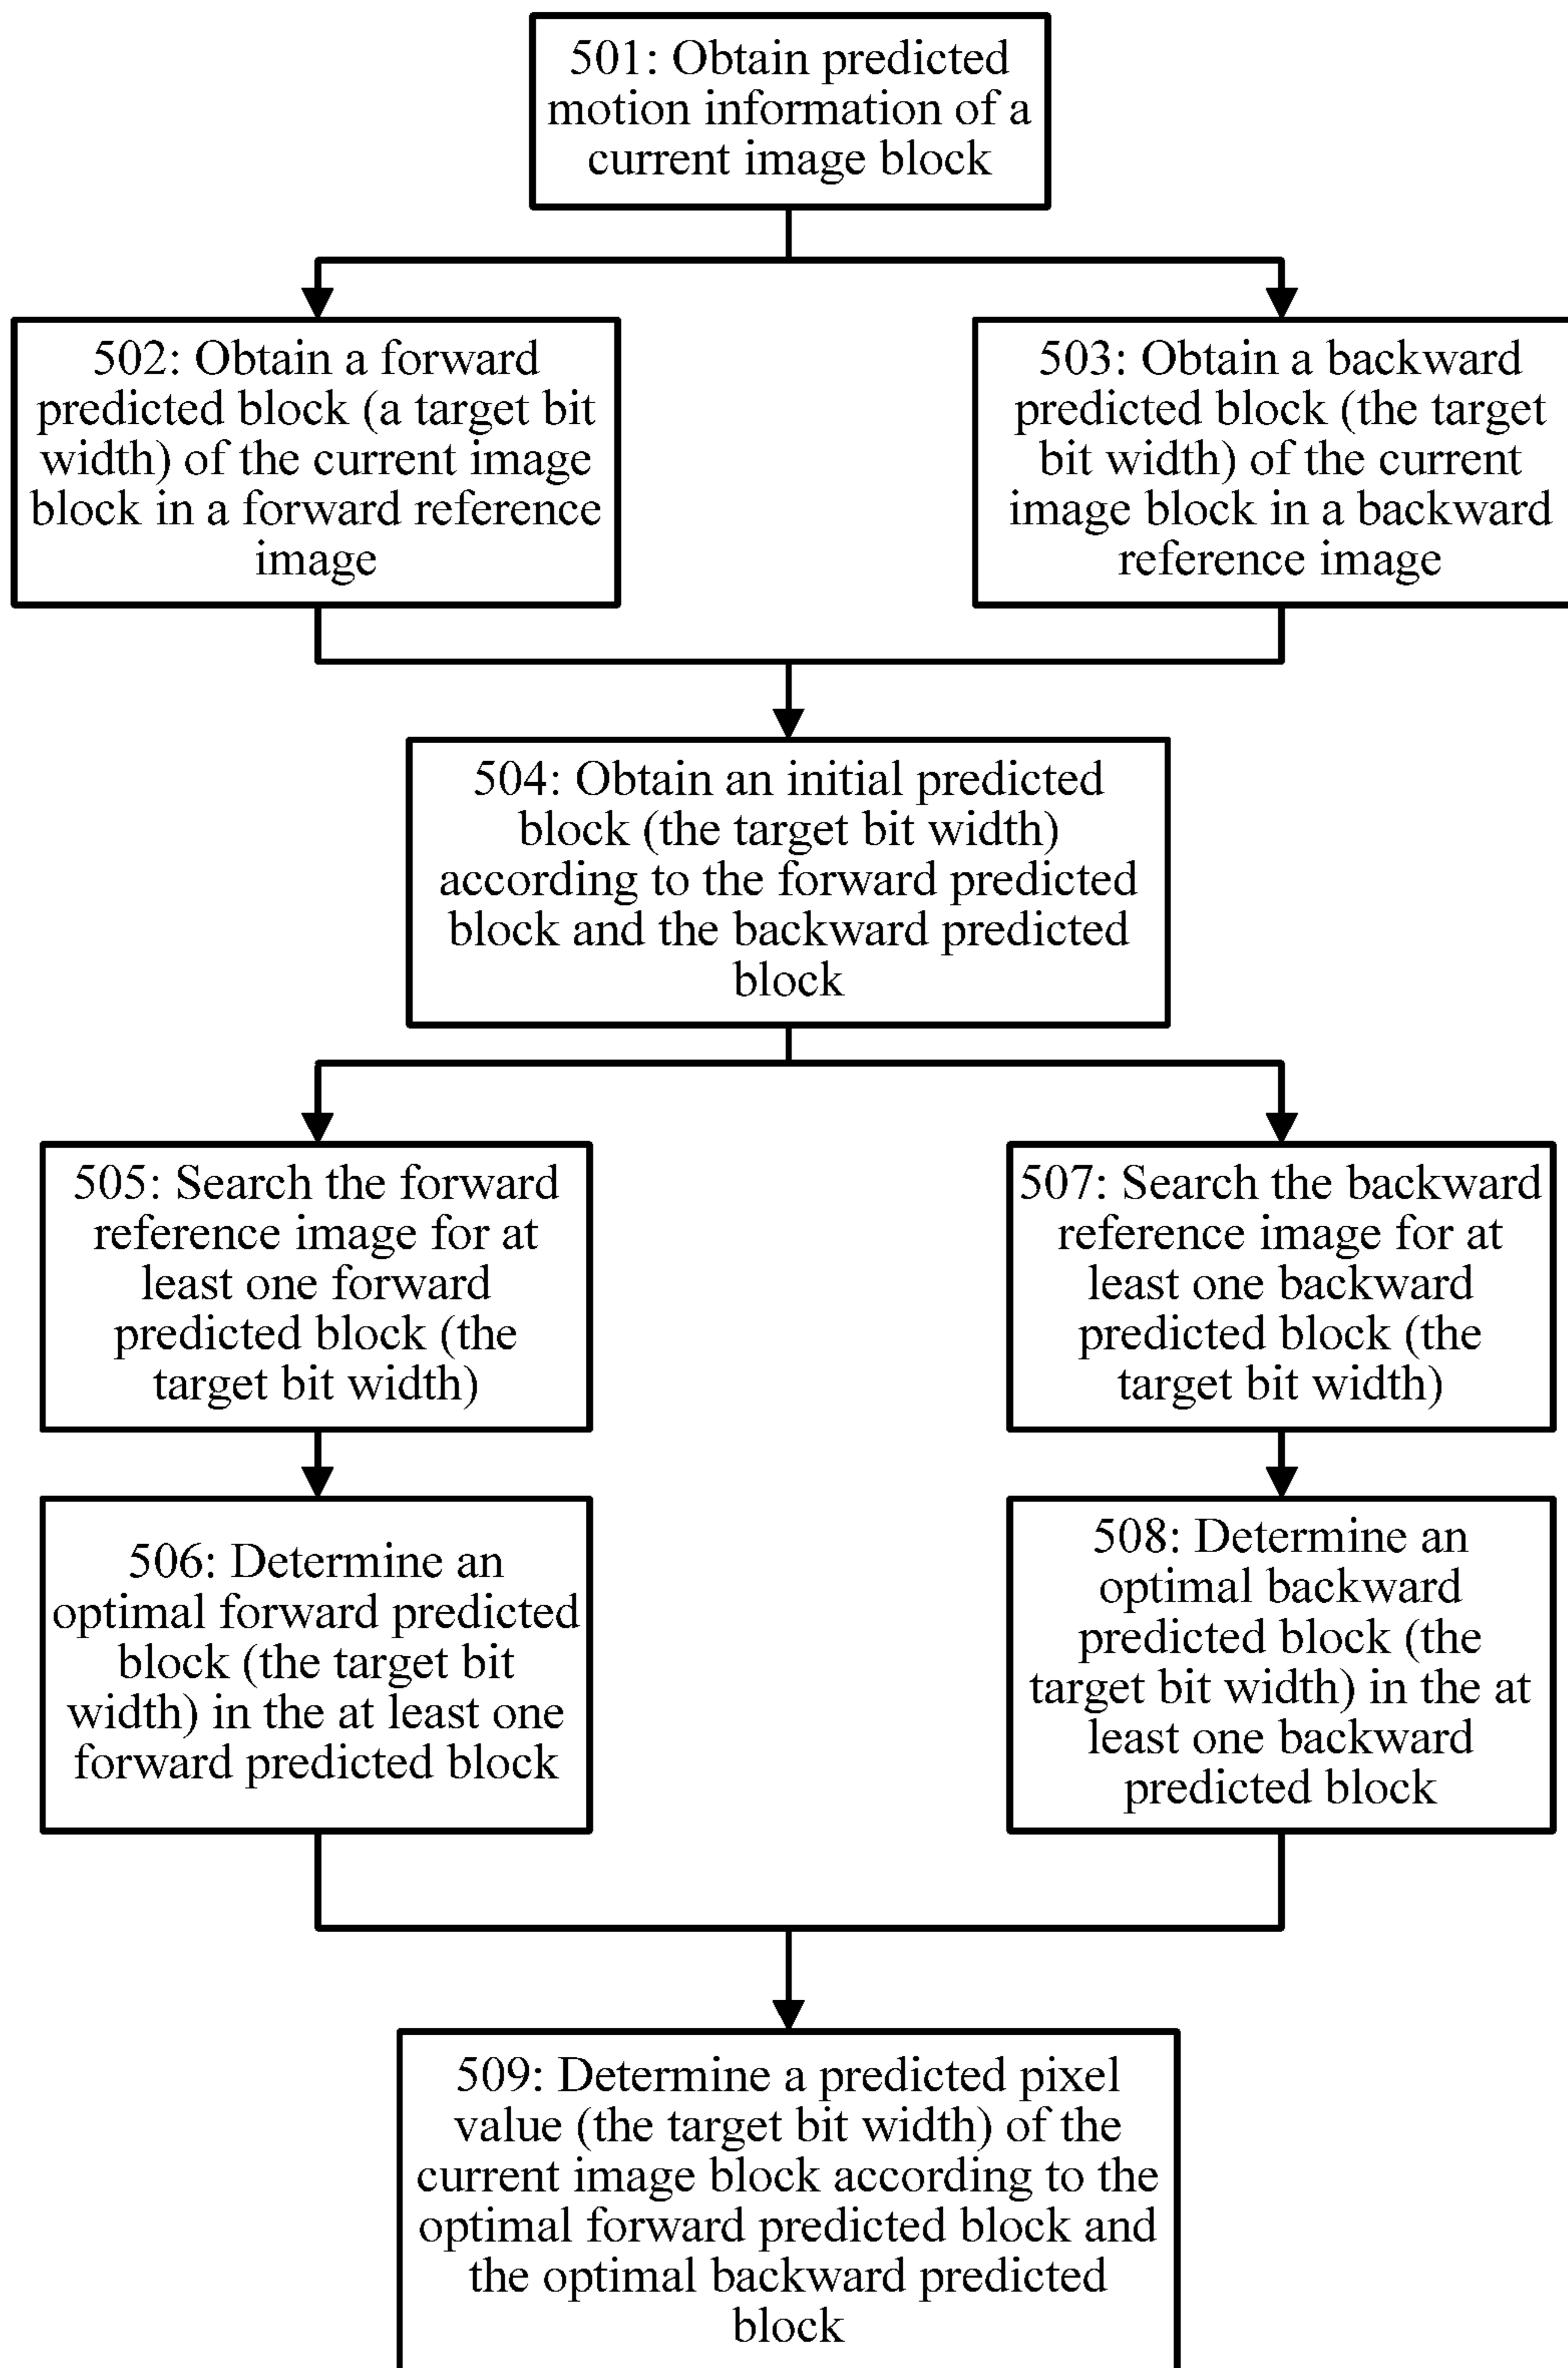 501: Obtain predicted
motion information of a
current image block
502: Obtain a forward
predicted block (a target bit
width) of the current image
block in a forward reference
image
503: Obtain a backward
predicted block (the target
bit width) of the current
image block in a backward
reference image
504: Obtain an initial predicted
block (the target bit width)
according to the forward predicted
block and the backward predicted
block
505: Search the forward
reference image for at
least one forward
predicted block (the
target bit width)
507: Search the backward
reference image for at
least one backward
predicted block (the
target bit width)
506: Determine an
optimal forward predicted
block (the target bit
width) in the at least one
forward predicted block
508: Determine an
optimal backward
predicted block (the
target bit width) in the at
least one backward
predicted block
509: Determine a predicted pixel
value (the target bit width) of the
current image block according to the
optimal forward predicted block and
the optimal backward predicted
block